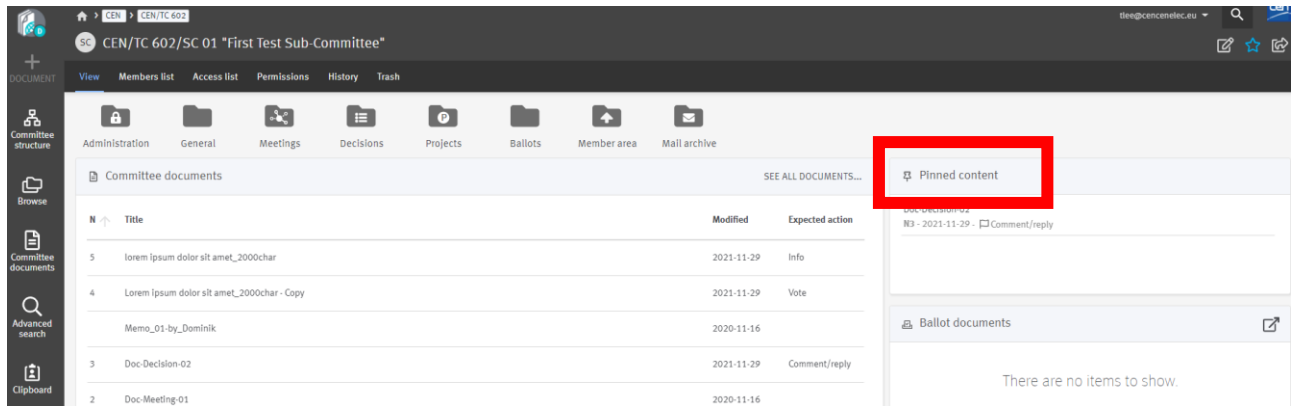 CEN > CEN/TC 602
tlee@cencenelec.eu
SC CEN/TC 602/SC 01 "First Test Sub-Committee"
DOCUMENT
View Members list Access list Permissions History Trash
Committee structure
Administration General Meetings Decisions Projects Ballots Member area Mail archive
Browse
Committee documents
SEE ALL DOCUMENTS...
Pinned content
N Title Modified Expected action
Doc-Decision-02
N3 - 2021-11-29 - Comment/reply
Committee documents
5 lorem ipsum dolor sit amet_2000char 2021-11-29 Info
4 Lorem ipsum dolor sit amet_2000char - Copy 2021-11-29 Vote
Advanced search
Memo_01-by_Dominik 2020-11-16
Ballot documents
3 Doc-Decision-02 2021-11-29 Comment/reply
There are no items to show.
Clipboard
2 Doc-Meeting-01 2020-11-16